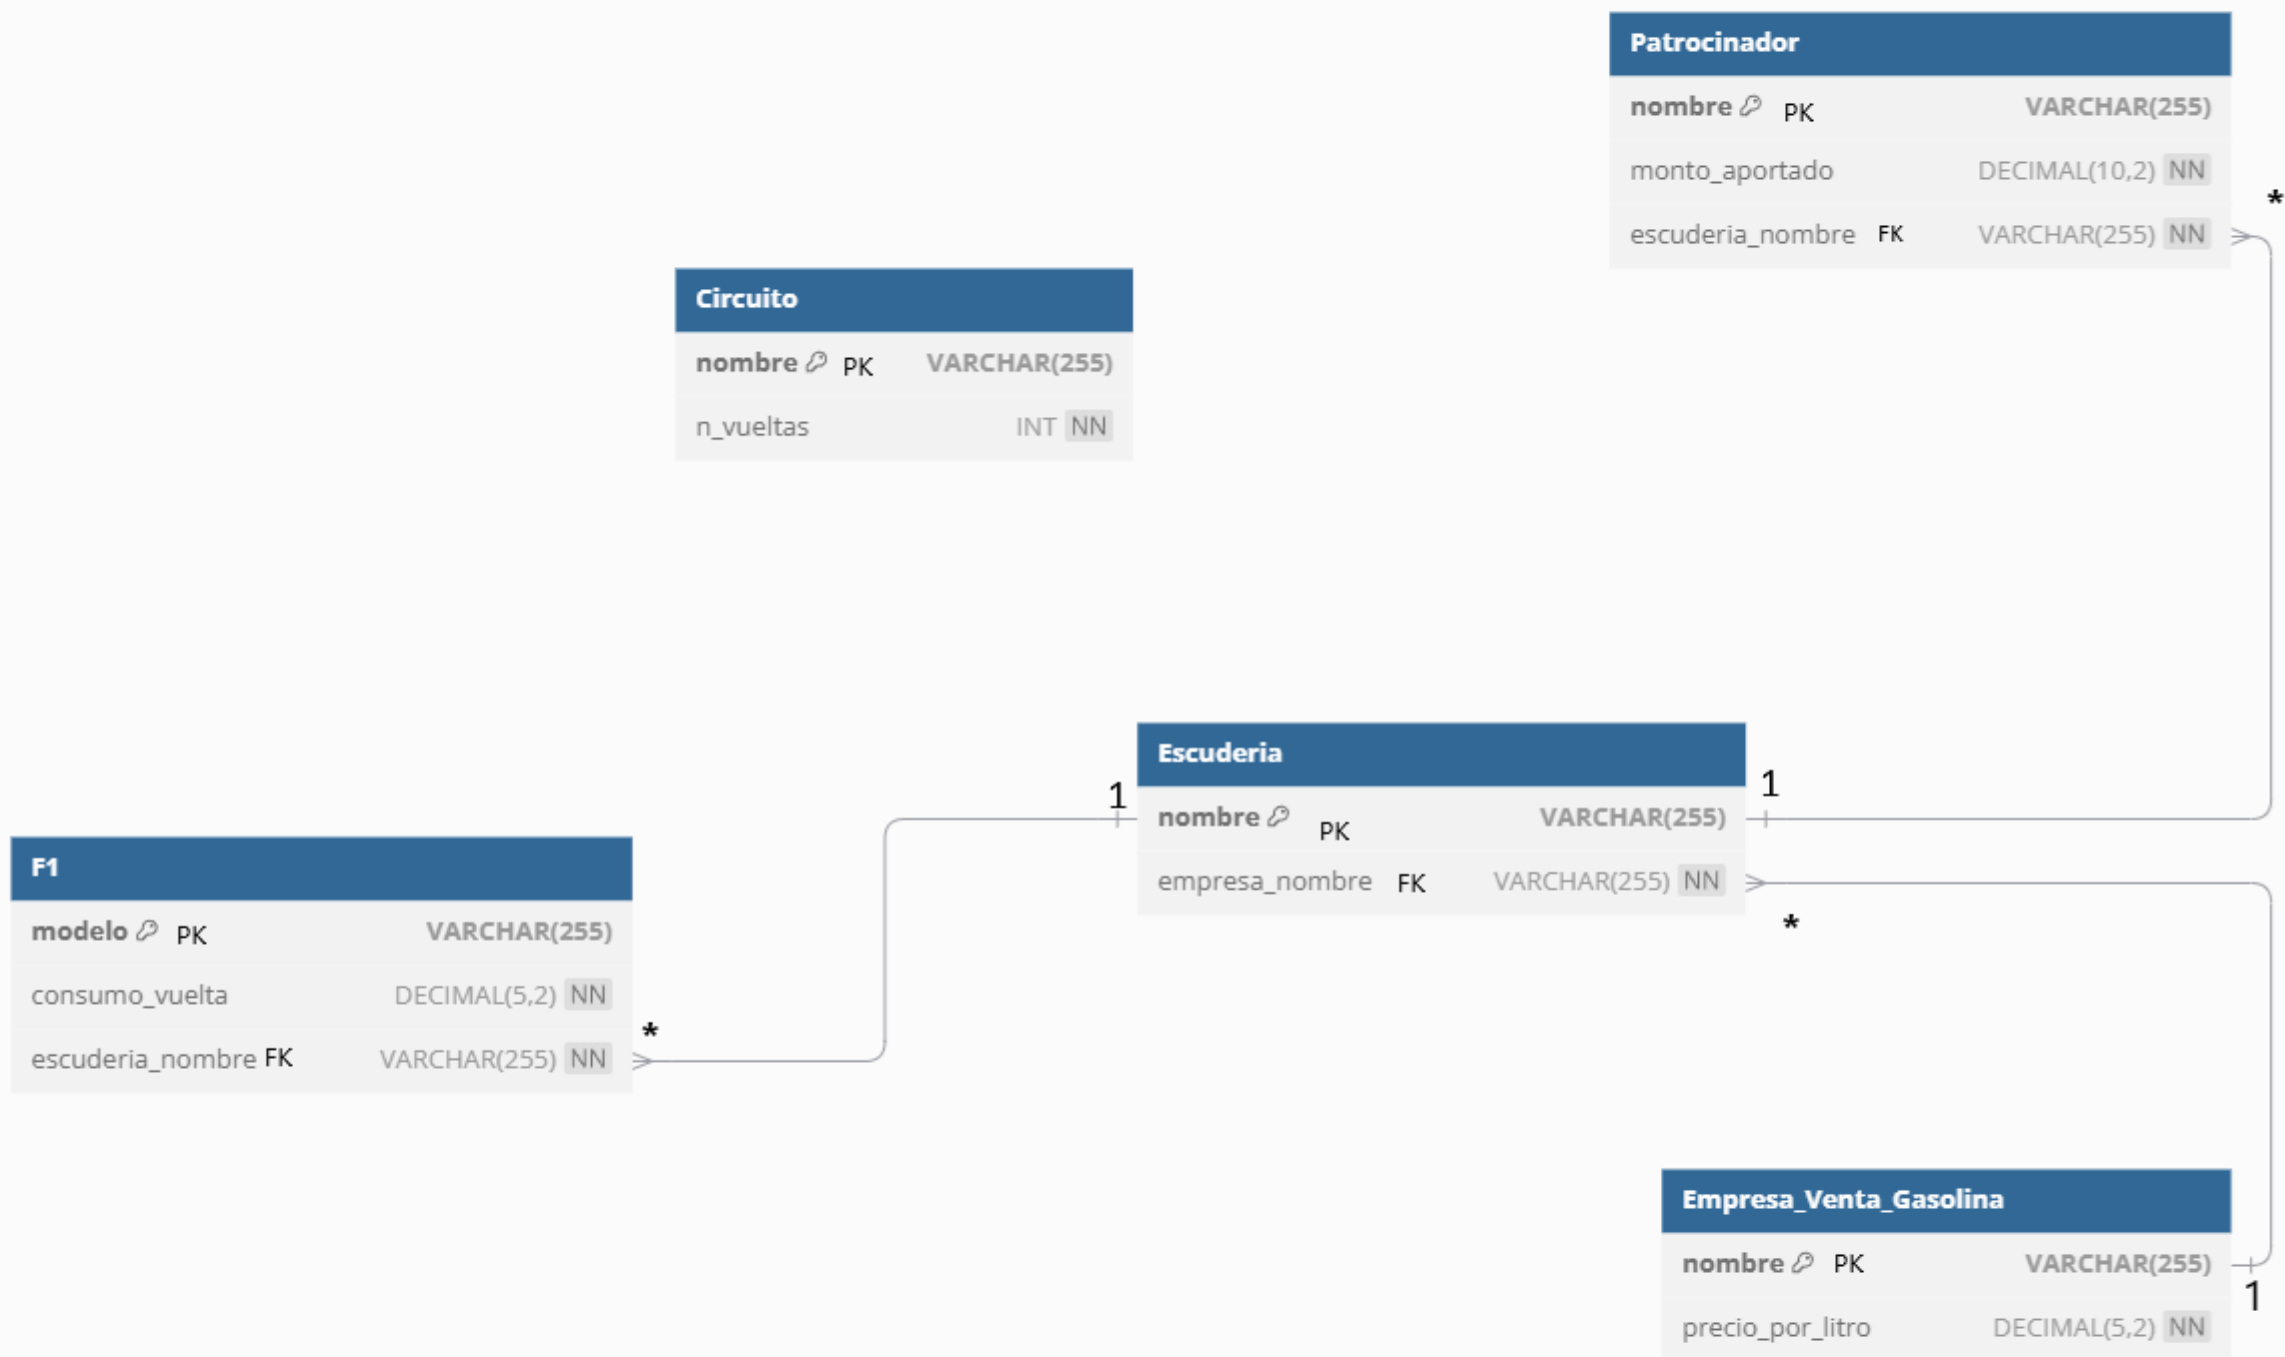 Patrocinador
nombre PK VARCHAR(255)
monto_aportado DECIMAL(10,2) NN
*
escuderia_nombre FK VARCHAR(255) NN
Circuito
nombre PK VARCHAR(255)
n_vueltas INT NN
Escuderia
1
1
nombre PK VARCHAR(255)
empresa_nombre FK VARCHAR(255) NN
*
F1
modelo PK VARCHAR(255)
consumo_vuelta DECIMAL(5,2) NN
*
escuderia_nombre FK VARCHAR(255) NN
Empresa_Venta_Gasolina
nombre PK VARCHAR(255)
1
precio_por_litro DECIMAL(5,2) NN